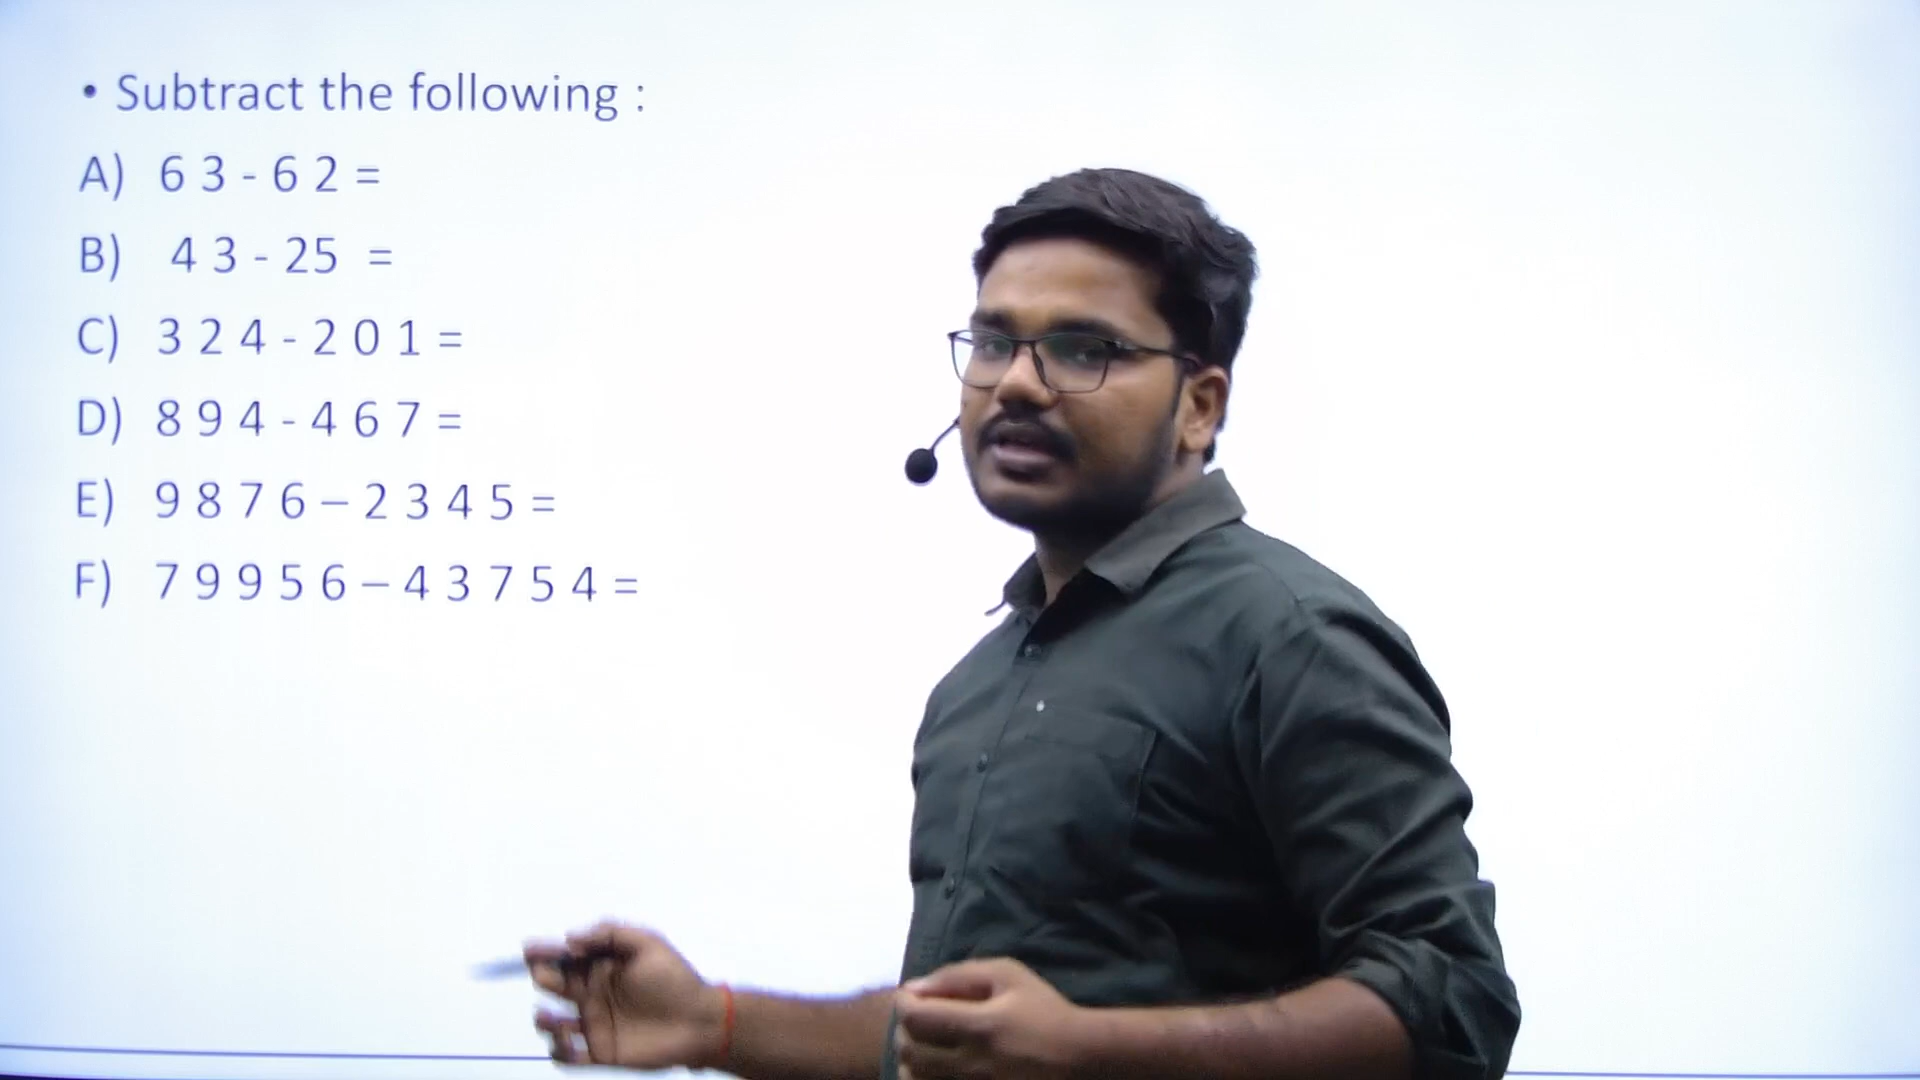 • Subtract the following :
A) 6 3 - 6 2 =
B) 4 3 - 25 =
C) 3 2 4 - 2 0 1 =
D) 8 9 4 - 4 6 7 =
E) 9 8 7 6 – 2 3 4 5 =
F) 7 9 9 5 6 – 4 3 7 5 4 =